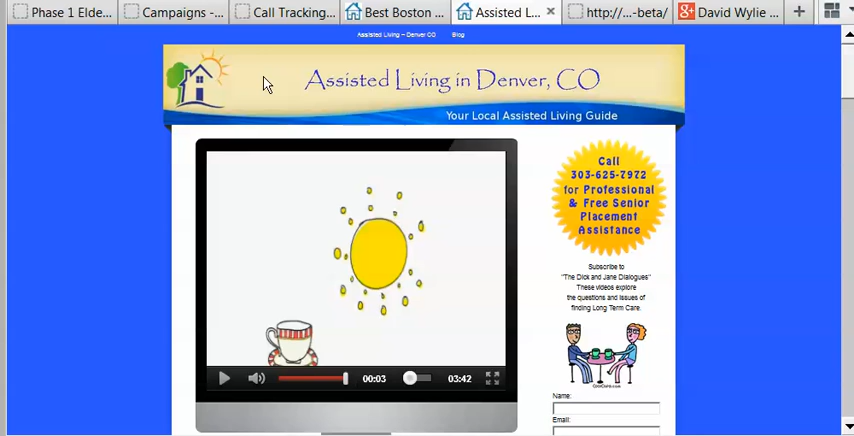 Phase 1 Elde...
Campaigns -...
Call Tracking...
Best Boston ...
Assisted L...
http://...-beta/
David Wylie ...
Assisted Living – Denver CO
Blog
Assisted Living in Denver, CO
Your Local Assisted Living Guide
Call
303-625-7972
for Professional
& Free Senior
Placement
Assistance
Subscribe to
"The Dick and Jane Dialogues"
These videos explore
the questions and issues of
finding Long Term Care.
00:03
03:42
Name:
Email: